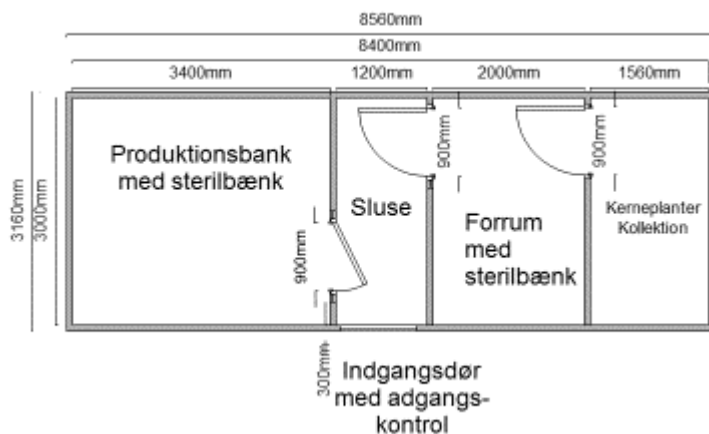 8560mm
8400mm
3400mm
1200mm
2000mm
1560mm
3160mm
3000mm
Produktionsbank
med sterilbænk
900mm
300mm
Sluse
900mm
Forrum
med
sterilbænk
900mm
Kerneplanter
Kollektion
Indgangsdør
med adgangs-
kontrol